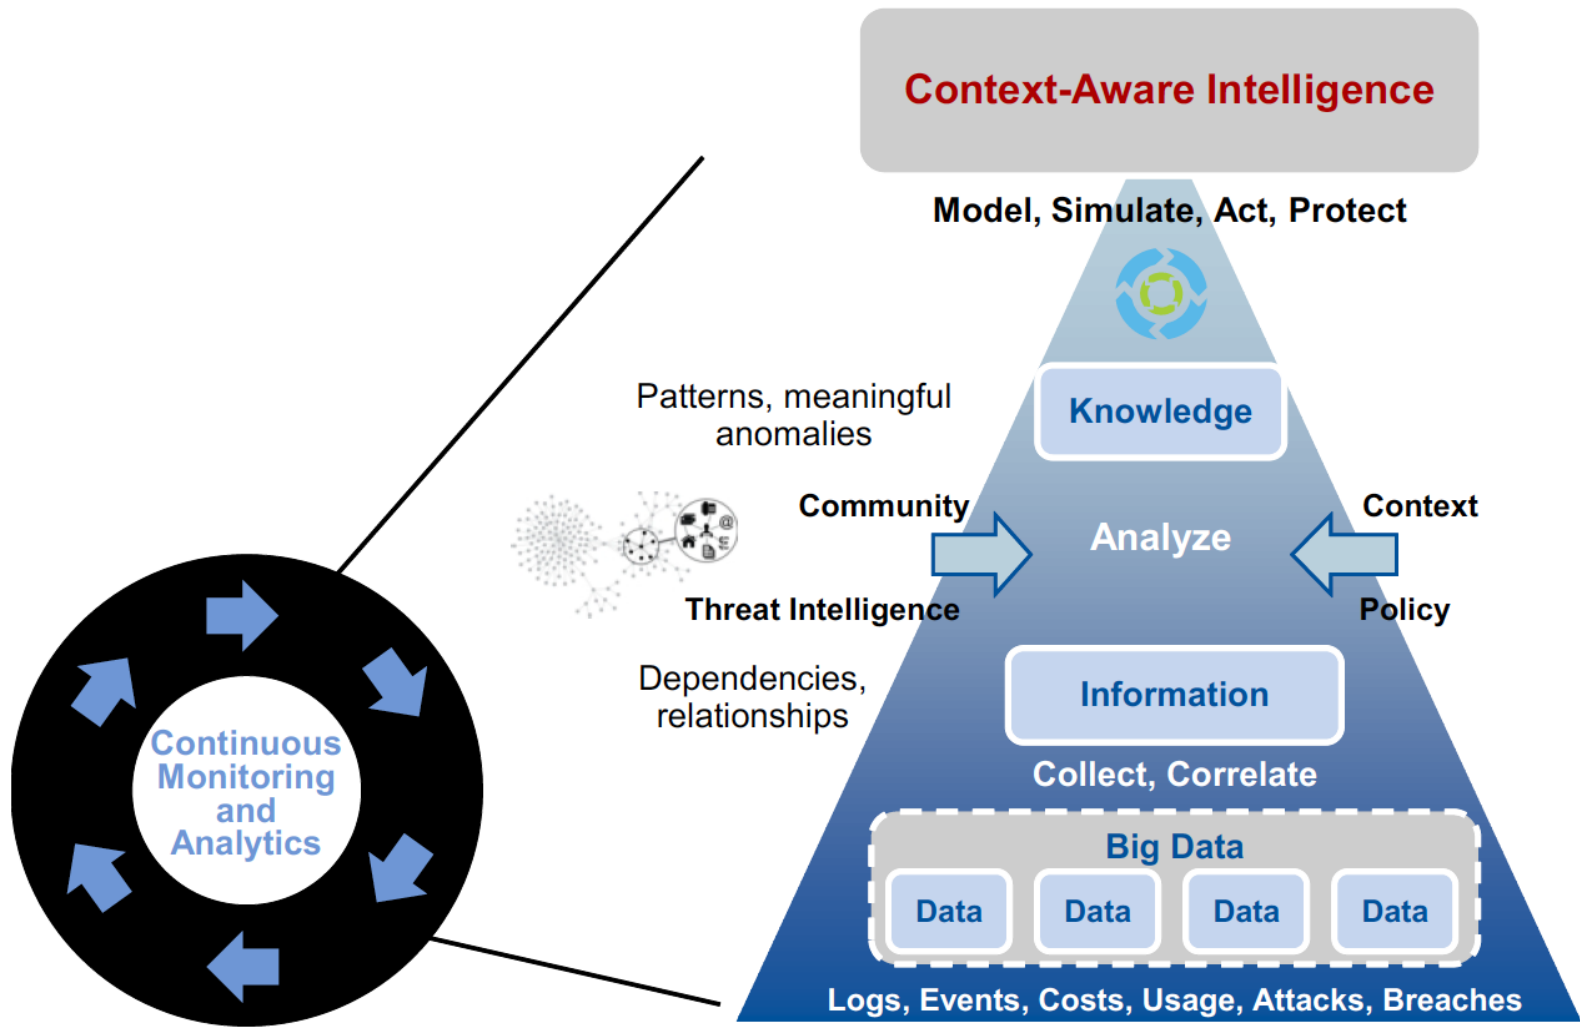 Context-Aware Intelligence
Model, Simulate, Act, Protect
Patterns, meaningful
anomalies
Knowledge
Community
Context
Analyze
Threat Intelligence
Policy
Dependencies,
relationships
Information
Collect, Correlate
Continuous
Monitoring
and
Analytics
Big Data
Data Data Data Data
Logs, Events, Costs, Usage, Attacks, Breaches